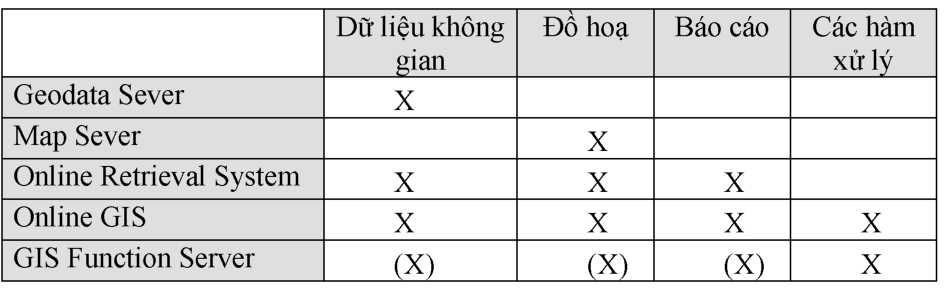 Dữ liệu không gian Đồ hoạ Báo cáo Các hàm xử lý
Geodata Sever X
Map Sever X
Online Retrieval System X X X
Online GIS X X X X
GIS Function Server (X) (X) (X) X